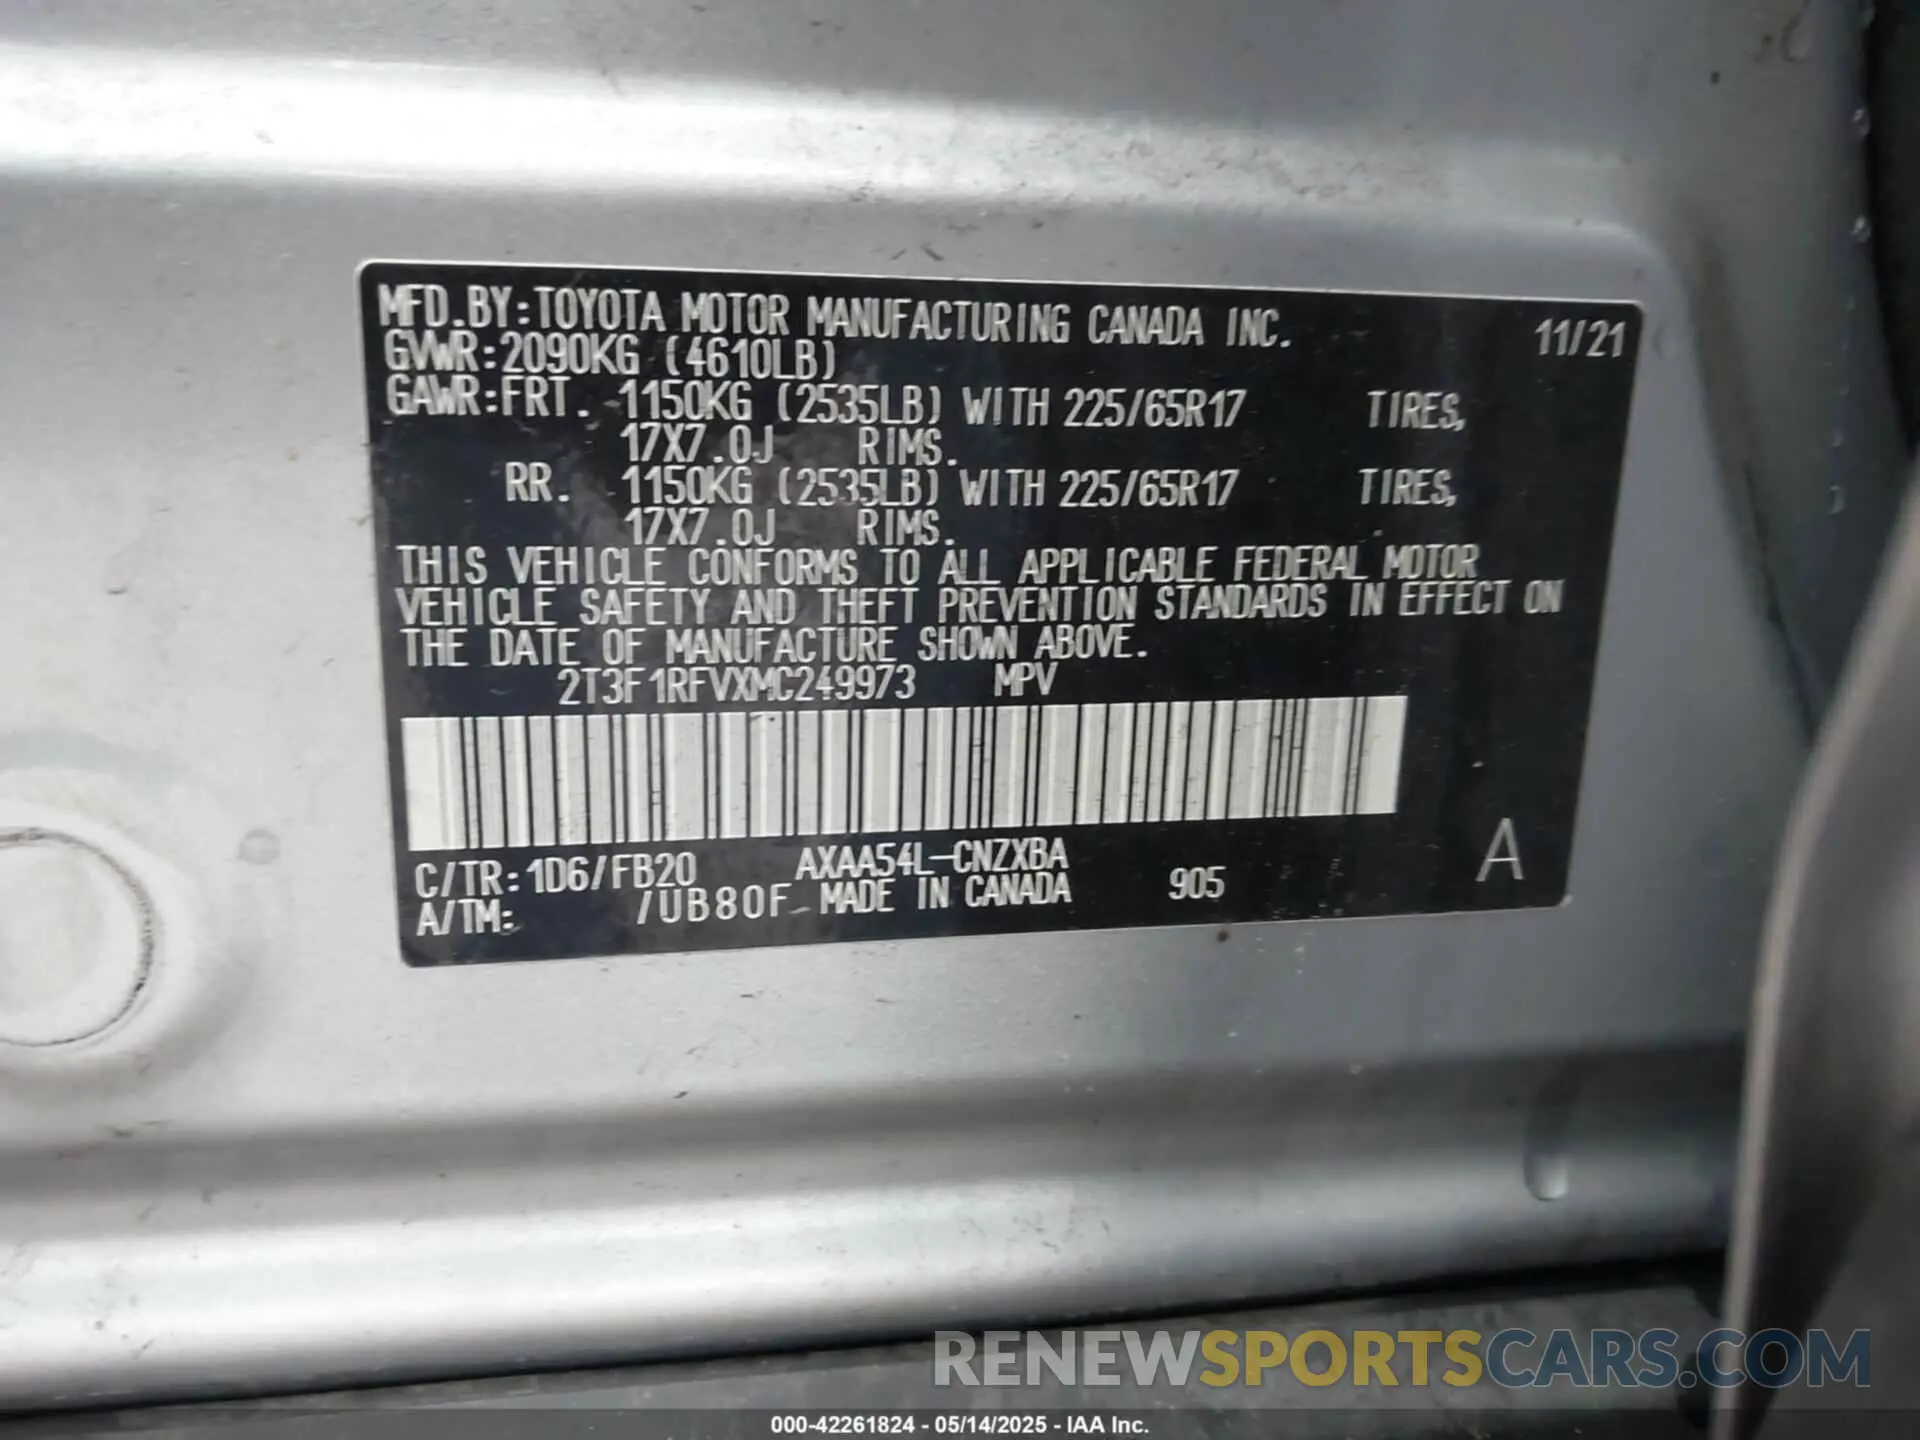 MFD.BY:TOYOTA MOTOR MANUFACTURING CANADA INC. 11/21
GVWR:2090KG (4610LB)
GAWR:FRT. 1150KG (2535LB) WITH 225/65R17 TIRES,
17X7.0J RIMS.
RR. 1150KG (2535LB) WITH 225/65R17 TIRES,
17X7.0J RIMS.
THIS VEHICLE CONFORMS TO ALL APPLICABLE FEDERAL MOTOR
VEHICLE SAFETY AND THEFT PREVENTION STANDARDS IN EFFECT ON
THE DATE OF MANUFACTURE SHOWN ABOVE.
2T3F1RFVXMC249973 MPV
C/TR:1D6/FB20 AXAA54L-CNZXBA
A/TM: /UB80F MADE IN CANADA 905 A
RENEWSPORTSCARS.COM
000-42261824 - 05/14/2025 - IAA Inc.